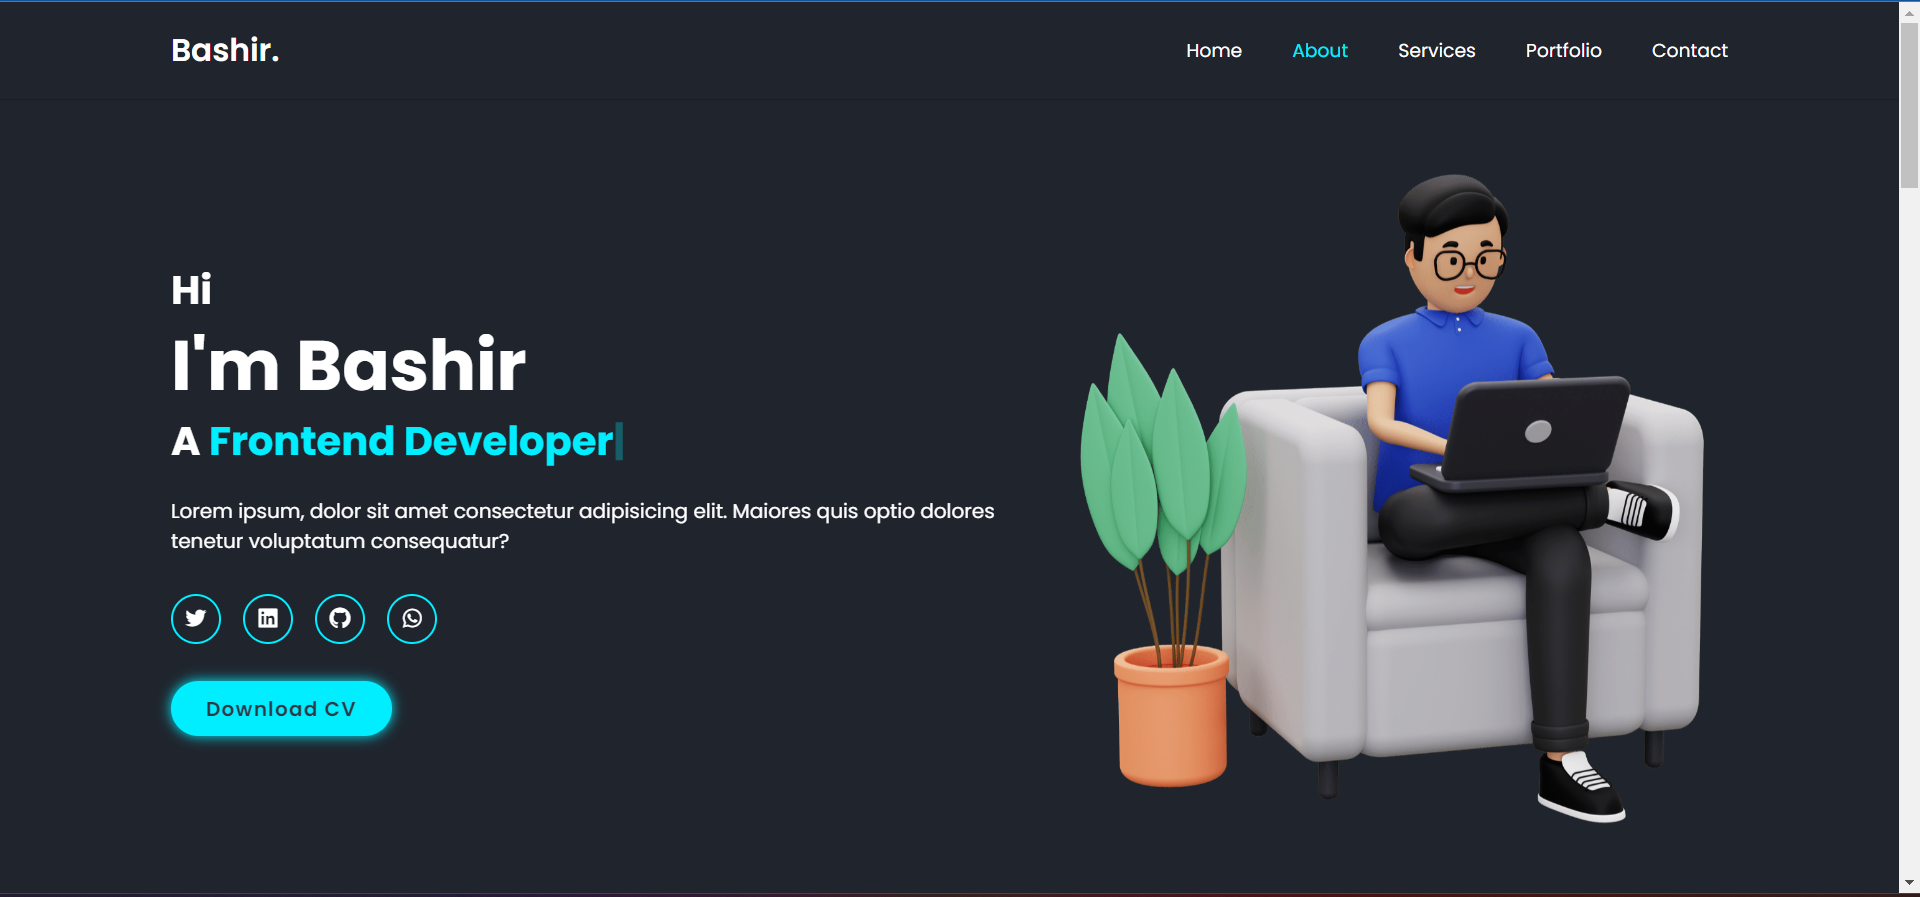 Bashir.
Home About Services Portfolio Contact
Hi
I'm Bashir
A Frontend Developer
Lorem ipsum, dolor sit amet consectetur adipisicing elit. Maiores quis optio dolores
tenetur voluptatum consequatur?
in
Download CV